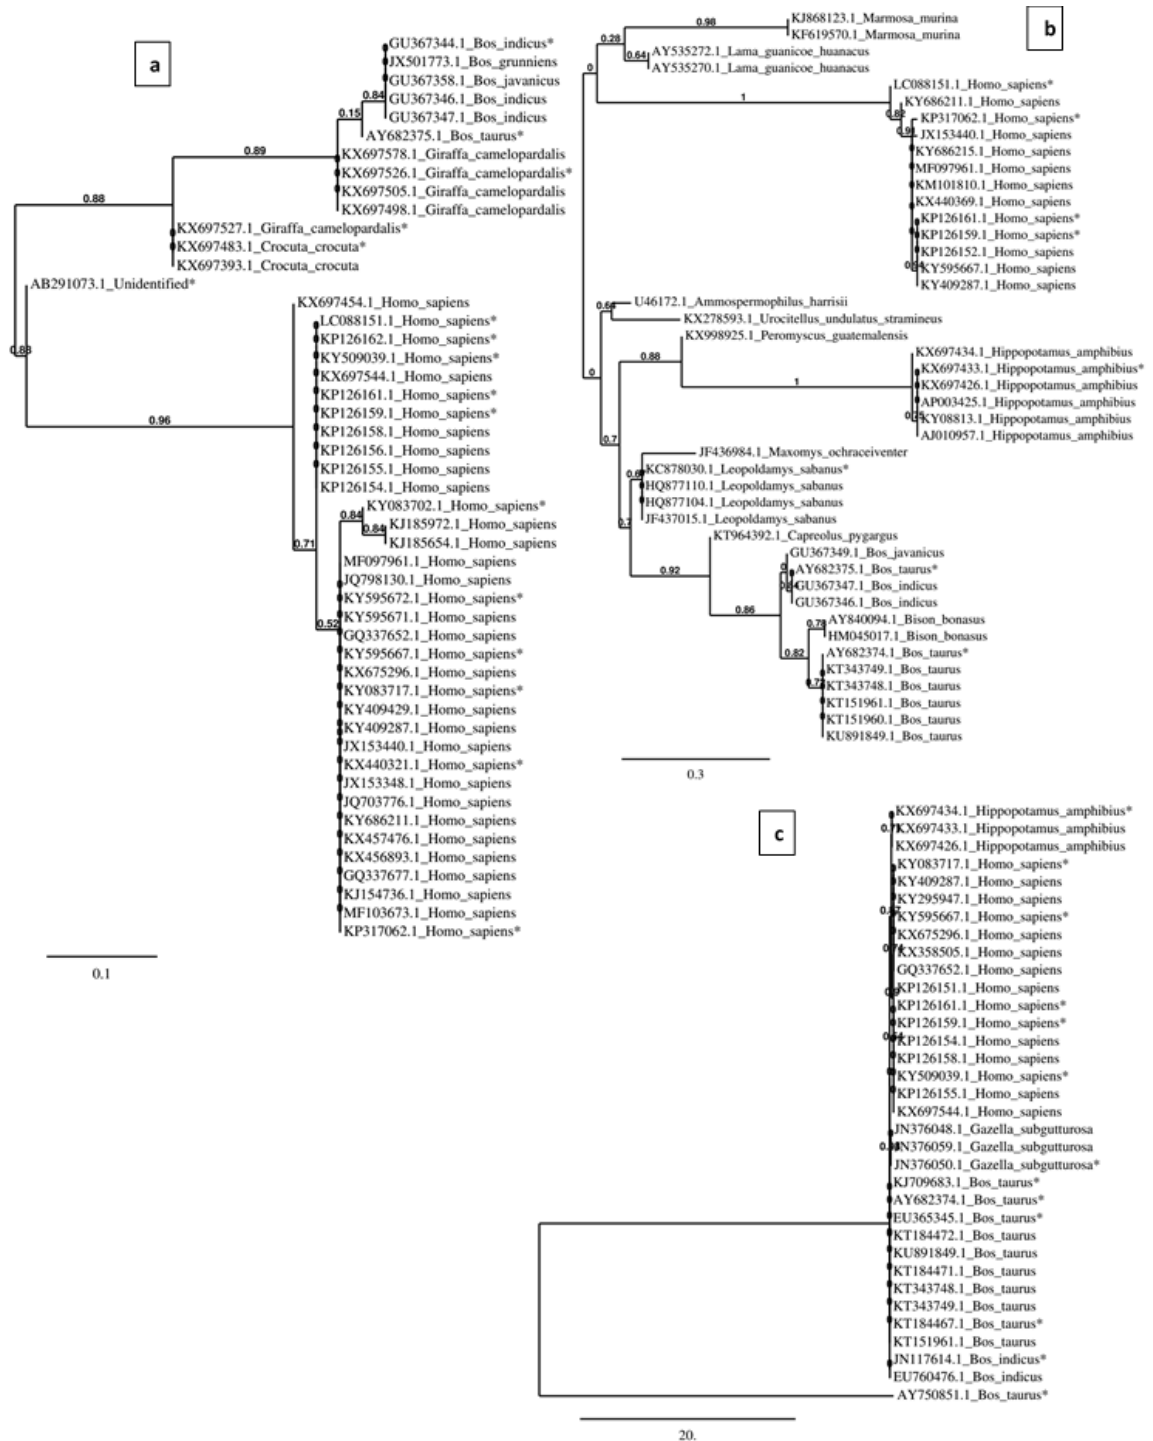 a
GU367344.1_Bos_indicus*
JX501773.1_Bos_grunniens
GU367358.1_Bos_javanicus
GU367346.1_Bos_indicus
GU367347.1_Bos_indicus
AY682375.1_Bos_taurus*
KX697578.1_Giraffa_camelopardalis
KX697526.1_Giraffa_camelopardalis*
KX697505.1_Giraffa_camelopardalis
KX697498.1_Giraffa_camelopardalis
KX697527.1_Giraffa_camelopardalis*
KX697483.1_Crocuta_crocuta*
KX697393.1_Crocuta_crocuta
AB291073.1_Unidentified*
KX697454.1_Homo_sapiens
LC088151.1_Homo_sapiens*
KP126162.1_Homo_sapiens*
KY509039.1_Homo_sapiens*
KX697544.1_Homo_sapiens
KP126161.1_Homo_sapiens*
KP126159.1_Homo_sapiens*
KP126158.1_Homo_sapiens
KP126156.1_Homo_sapiens
KP126155.1_Homo_sapiens
KP126154.1_Homo_sapiens
KY083702.1_Homo_sapiens*
KJ185972.1_Homo_sapiens
KJ185654.1_Homo_sapiens
MF097961.1_Homo_sapiens
JQ798130.1_Homo_sapiens
KY595672.1_Homo_sapiens*
KY595671.1_Homo_sapiens
GQ337652.1_Homo_sapiens
KY595667.1_Homo_sapiens*
KX675296.1_Homo_sapiens
KY083717.1_Homo_sapiens*
KY409429.1_Homo_sapiens
KY409287.1_Homo_sapiens
JX153440.1_Homo_sapiens
KX440321.1_Homo_sapiens*
JX153348.1_Homo_sapiens
JQ703776.1_Homo_sapiens
KY686211.1_Homo_sapiens
KX457476.1_Homo_sapiens
KX456893.1_Homo_sapiens
GQ337677.1_Homo_sapiens
KJ154736.1_Homo_sapiens
MF103673.1_Homo_sapiens
KP317062.1_Homo_sapiens*
0.84
0.15
0.89
0.88
0.88
0.96
0.84
0.84
0.71
0.52
0.1
b
KJ868123.1_Marmosa_murina
KF619570.1_Marmosa_murina
AY535272.1_Lama_guanicoe_huanacus
AY535270.1_Lama_guanicoe_huanacus
LC088151.1_Homo_sapiens*
KY686211.1_Homo_sapiens
KP317062.1_Homo_sapiens*
JX153440.1_Homo_sapiens
KY686215.1_Homo_sapiens
MF097961.1_Homo_sapiens
KM101810.1_Homo_sapiens
KX440369.1_Homo_sapiens
KP126161.1_Homo_sapiens*
KP126159.1_Homo_sapiens*
KP126152.1_Homo_sapiens
KY595667.1_Homo_sapiens
KY409287.1_Homo_sapiens
U46172.1_Ammospermophilus_harrisii
KX278593.1_Urocitellus_undulatus_stramineus
KX998925.1_Peromyscus_guatemalensis
KX697434.1_Hippopotamus_amphibius
KX697433.1_Hippopotamus_amphibius*
KX697426.1_Hippopotamus_amphibius
AP003425.1_Hippopotamus_amphibius
KY08813.1_Hippopotamus_amphibius
AJ010957.1_Hippopotamus_amphibius
JF436984.1_Maxomys_ochraceiventer
KC878030.1_Leopoldamys_sabanus*
HQ877110.1_Leopoldamys_sabanus
HQ877104.1_Leopoldamys_sabanus
JF437015.1_Leopoldamys_sabanus
KT964392.1_Capreolus_pygargus
GU367349.1_Bos_javanicus
AY682375.1_Bos_taurus*
GU367347.1_Bos_indicus
GU367346.1_Bos_indicus
AY840094.1_Bison_bonasus
HM045017.1_Bison_bonasus
AY682374.1_Bos_taurus*
KT343749.1_Bos_taurus
KT343748.1_Bos_taurus
KT151961.1_Bos_taurus
KT151960.1_Bos_taurus
KU891849.1_Bos_taurus
0.98
0.28
0.64
0
1
0.82
0.64
0.88
0
1
0.7
0.92
0
0.86
0.78
0.82
0.3
c
KX697434.1_Hippopotamus_amphibius*
KX697433.1_Hippopotamus_amphibius
KX697426.1_Hippopotamus_amphibius
KY083717.1_Homo_sapiens*
KY409287.1_Homo_sapiens
KY295947.1_Homo_sapiens
KY595667.1_Homo_sapiens*
KX675296.1_Homo_sapiens
KX358505.1_Homo_sapiens
GQ337652.1_Homo_sapiens
KP126151.1_Homo_sapiens
KP126161.1_Homo_sapiens*
KP126159.1_Homo_sapiens*
KP126154.1_Homo_sapiens
KP126158.1_Homo_sapiens
KY509039.1_Homo_sapiens*
KP126155.1_Homo_sapiens
KX697544.1_Homo_sapiens
JN376048.1_Gazella_subgutturosa
JN376059.1_Gazella_subgutturosa
JN376050.1_Gazella_subgutturosa*
KJ709683.1_Bos_taurus*
AY682374.1_Bos_taurus*
EU365345.1_Bos_taurus*
KT184472.1_Bos_taurus
KU891849.1_Bos_taurus
KT184471.1_Bos_taurus
KT343748.1_Bos_taurus
KT343749.1_Bos_taurus
KT184467.1_Bos_taurus*
KT151961.1_Bos_taurus
JN117614.1_Bos_indicus*
EU760476.1_Bos_indicus
AY750851.1_Bos_taurus*
20.